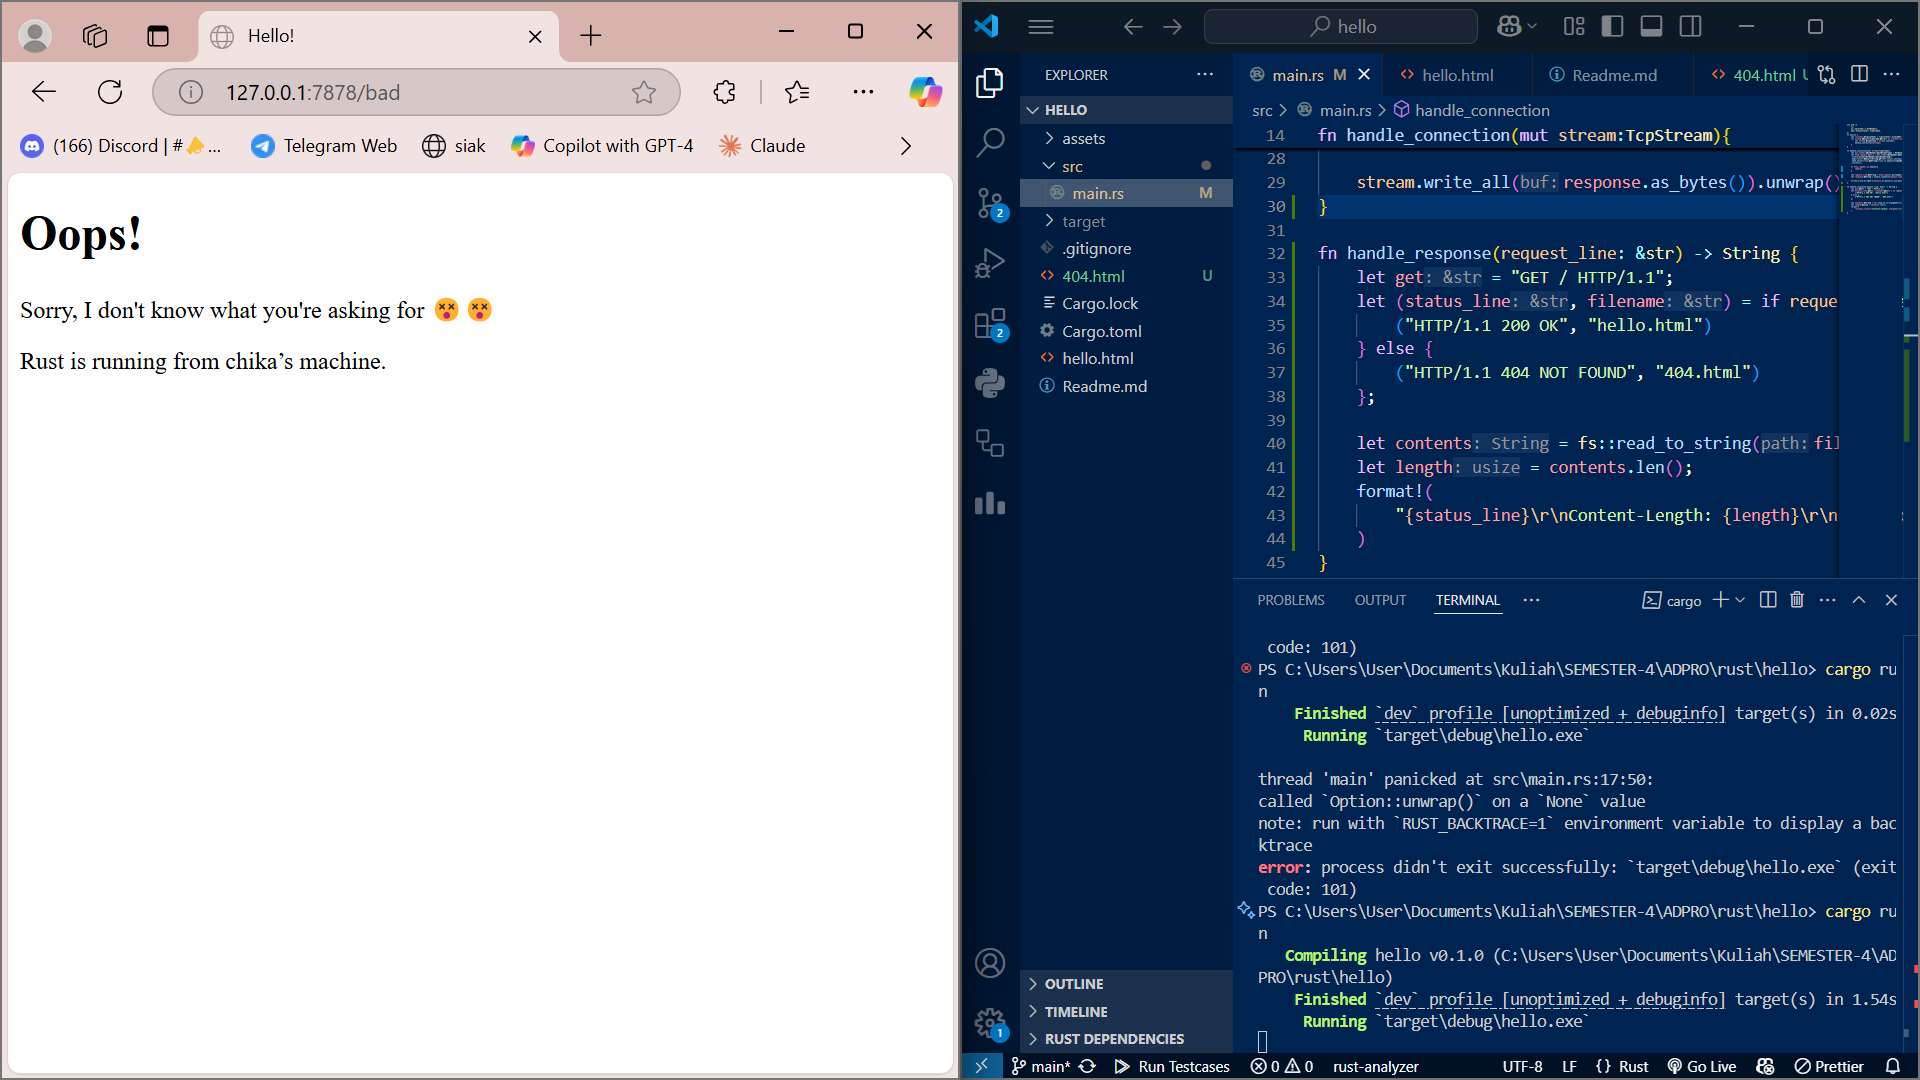 Hello!
127.0.0.1:7878/bad
(166) Discord | # ...
Telegram Web
siak
Copilot with GPT-4
Claude
Oops!
Sorry, I don't know what you're asking for 😵 😵
Rust is running from chika’s machine.
hello
EXPLORER
HELLO
assets
src
main.rs M
target
.gitignore
404.html U
Cargo.lock
Cargo.toml
hello.html
Readme.md
OUTLINE
TIMELINE
RUST DEPENDENCIES
2
2
1
main.rs M
hello.html
Readme.md
404.html U
src > main.rs > handle_connection
14 fn handle_connection(mut stream:TcpStream){
28
29 stream.write_all(buf: response.as_bytes()).unwrap()
30 }
31
32 fn handle_response(request_line: &str) -> String {
33 let get: &str = "GET / HTTP/1.1";
34 let (status_line: &str, filename: &str) = if reque
35 ("HTTP/1.1 200 OK", "hello.html")
36 } else {
37 ("HTTP/1.1 404 NOT FOUND", "404.html")
38 };
39
40 let contents: String = fs::read_to_string(path: fil
41 let length: usize = contents.len();
42 format!(
43 "{status_line}\r\nContent-Length: {length}\r\n
44 )
45 }
PROBLEMS OUTPUT TERMINAL
cargo
code: 101)
PS C:\Users\User\Documents\Kuliah\SEMESTER-4\ADPRO\rust\hello> cargo ru
n
Finished `dev` profile [unoptimized + debuginfo] target(s) in 0.02s
Running `target\debug\hello.exe`
thread 'main' panicked at src\main.rs:17:50:
called `Option::unwrap()` on a `None` value
note: run with `RUST_BACKTRACE=1` environment variable to display a bac
ktrace
error: process didn't exit successfully: `target\debug\hello.exe` (exit
code: 101)
PS C:\Users\User\Documents\Kuliah\SEMESTER-4\ADPRO\rust\hello> cargo ru
n
Compiling hello v0.1.0 (C:\Users\User\Documents\Kuliah\SEMESTER-4\AD
PRO\rust\hello)
Finished `dev` profile [unoptimized + debuginfo] target(s) in 1.54s
Running `target\debug\hello.exe`
main* Run Testcases 0 0 rust-analyzer UTF-8 LF {} Rust Go Live Prettier